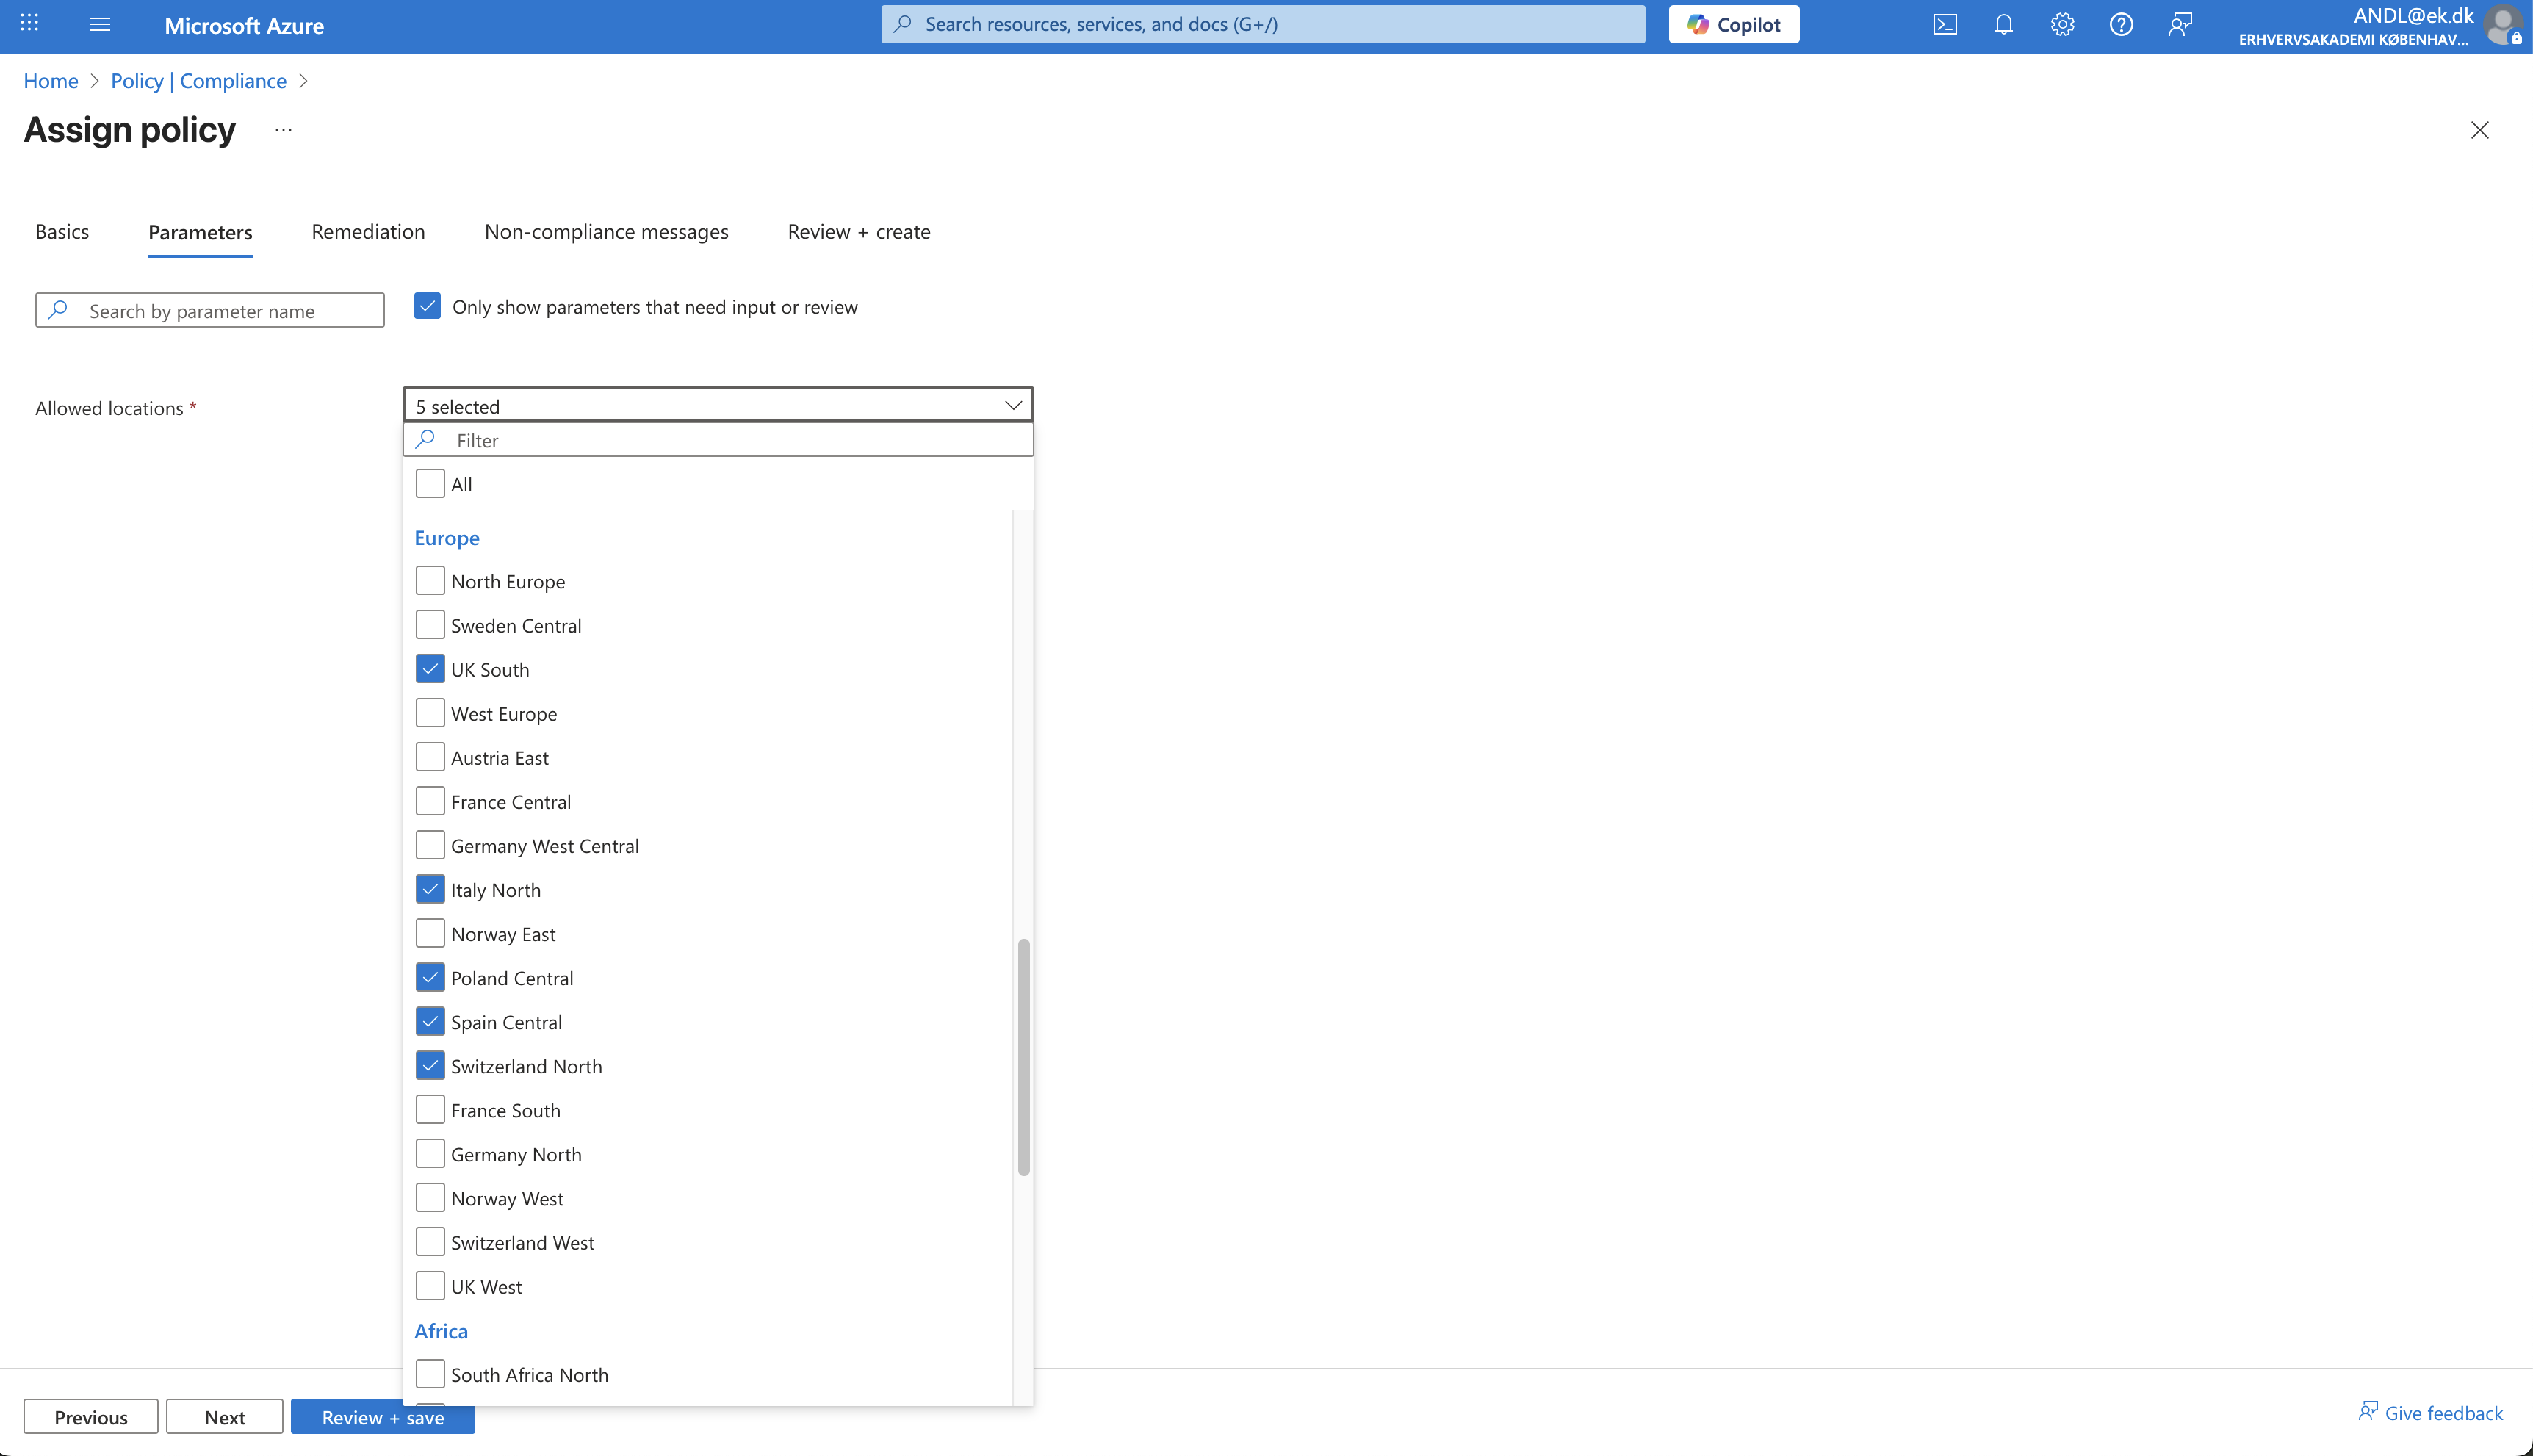 Microsoft Azure
Search resources, services, and docs (G+/)
Copilot
ANDL@ek.dk
ERHVERVSAKADEMI KØBENHAV...
Home > Policy | Compliance >
Assign policy ...
Basics
Parameters
Remediation
Non-compliance messages
Review + create
Search by parameter name
Only show parameters that need input or review
Allowed locations *
5 selected
Filter
All
Europe
North Europe
Sweden Central
UK South
West Europe
Austria East
France Central
Germany West Central
Italy North
Norway East
Poland Central
Spain Central
Switzerland North
France South
Germany North
Norway West
Switzerland West
UK West
Africa
South Africa North
Previous
Next
Review + save
Give feedback